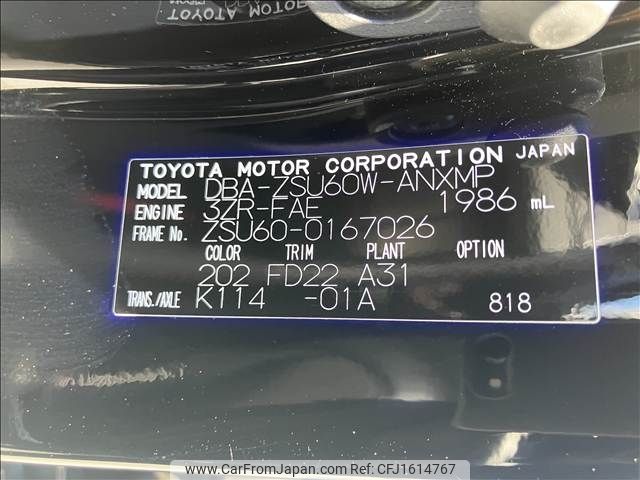 TOYOTA MOTOR CORPORATION JAPAN
MODEL DBA-ZSU60W-ANXMP
ENGINE 3ZR-FAE 1986 mL
FRAME No. ZSU60-0167026
COLOR TRIM PLANT OPTION
202 FD22 A31
TRANS./AXLE K114 -01A 818
www.CarFromJapan.com - CFJ1614767